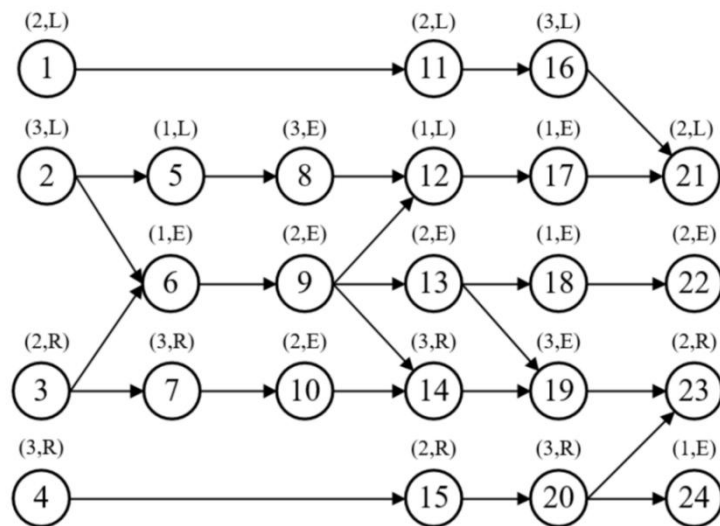 (2,L) (2,L) (3,L)
1 11 16
(3,L) (1,L) (3,E) (1,L) (1,E) (2,L)
2 5 8 12 17 21
(1,E) (2,E) (2,E) (1,E) (2,E)
6 9 13 18 22
(2,R) (3,R) (2,E) (3,R) (3,E) (2,R)
3 7 10 14 19 23
(3,R) (2,R) (3,R) (1,E)
4 15 20 24